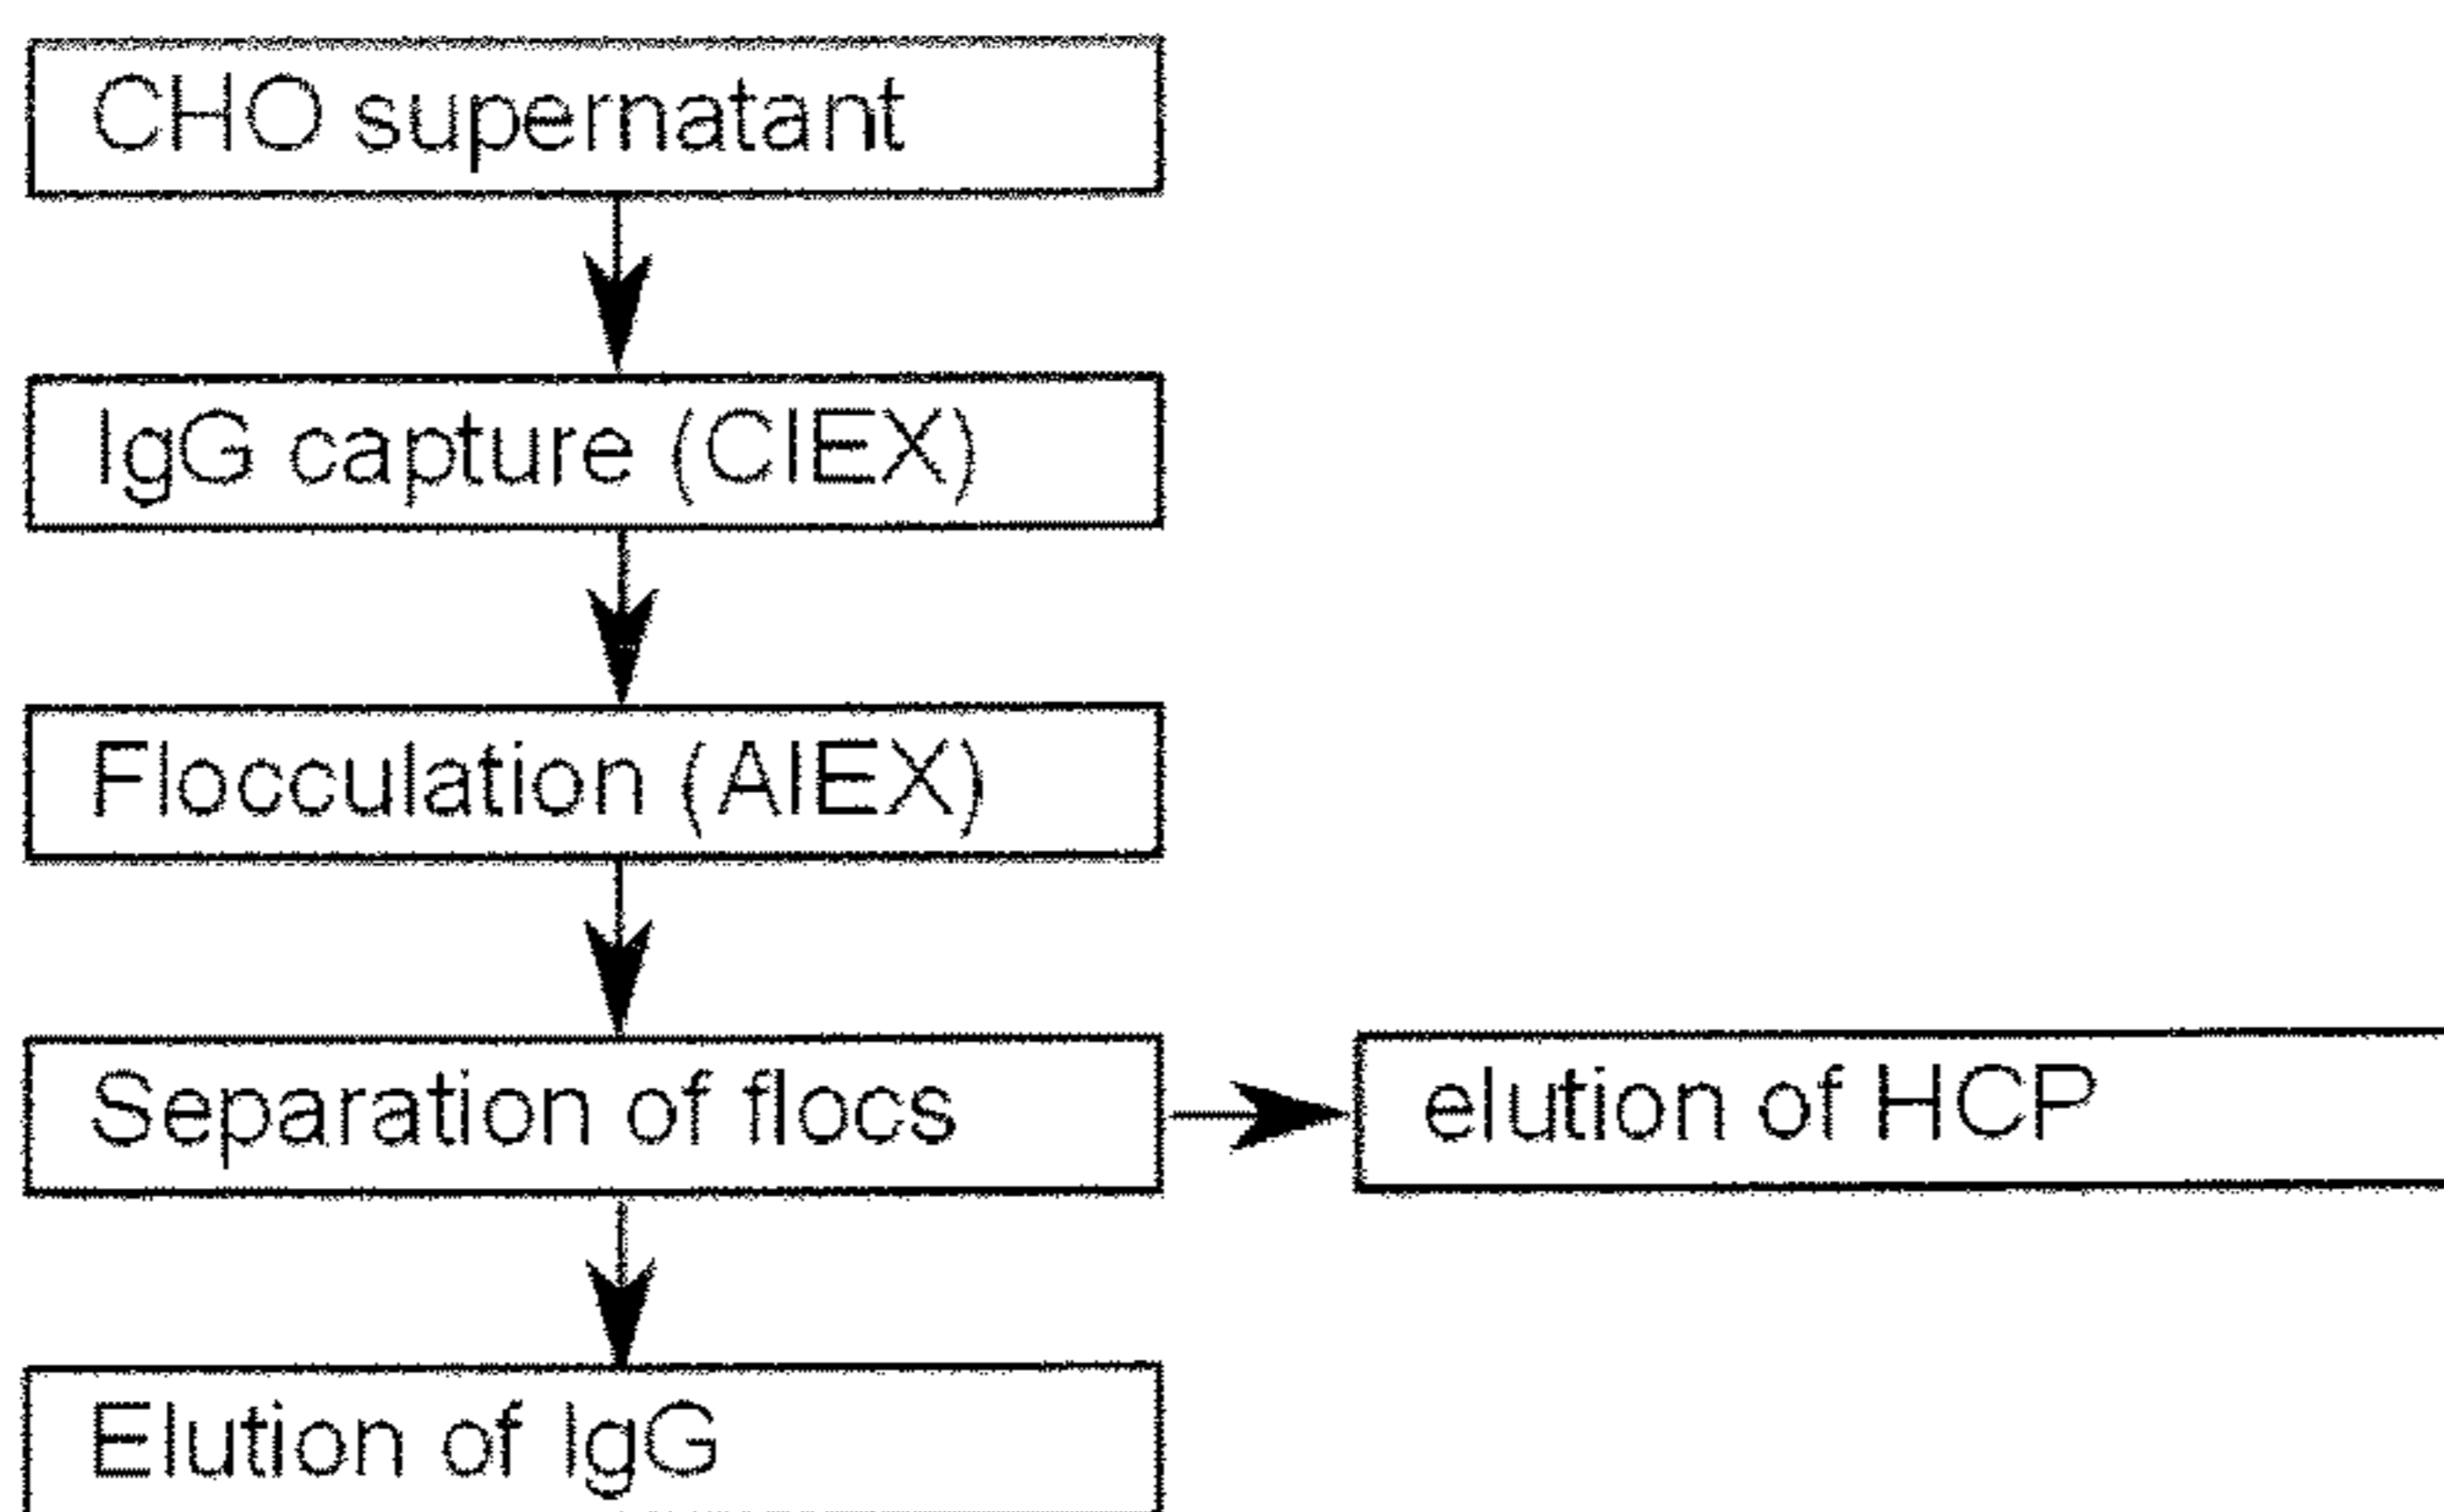 CHO supernatant
IgG capture (CIEX)
Flocculation (AIEX)
Separation of flocs
elution of HCP
Elution of IgG